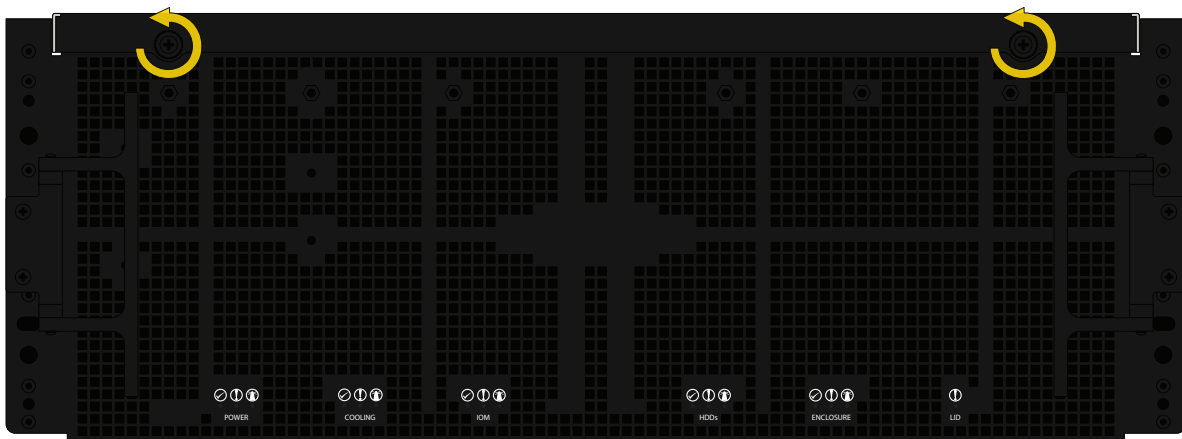 POWER
COOLING
IOM
HDDs
ENCLOSURE
LID